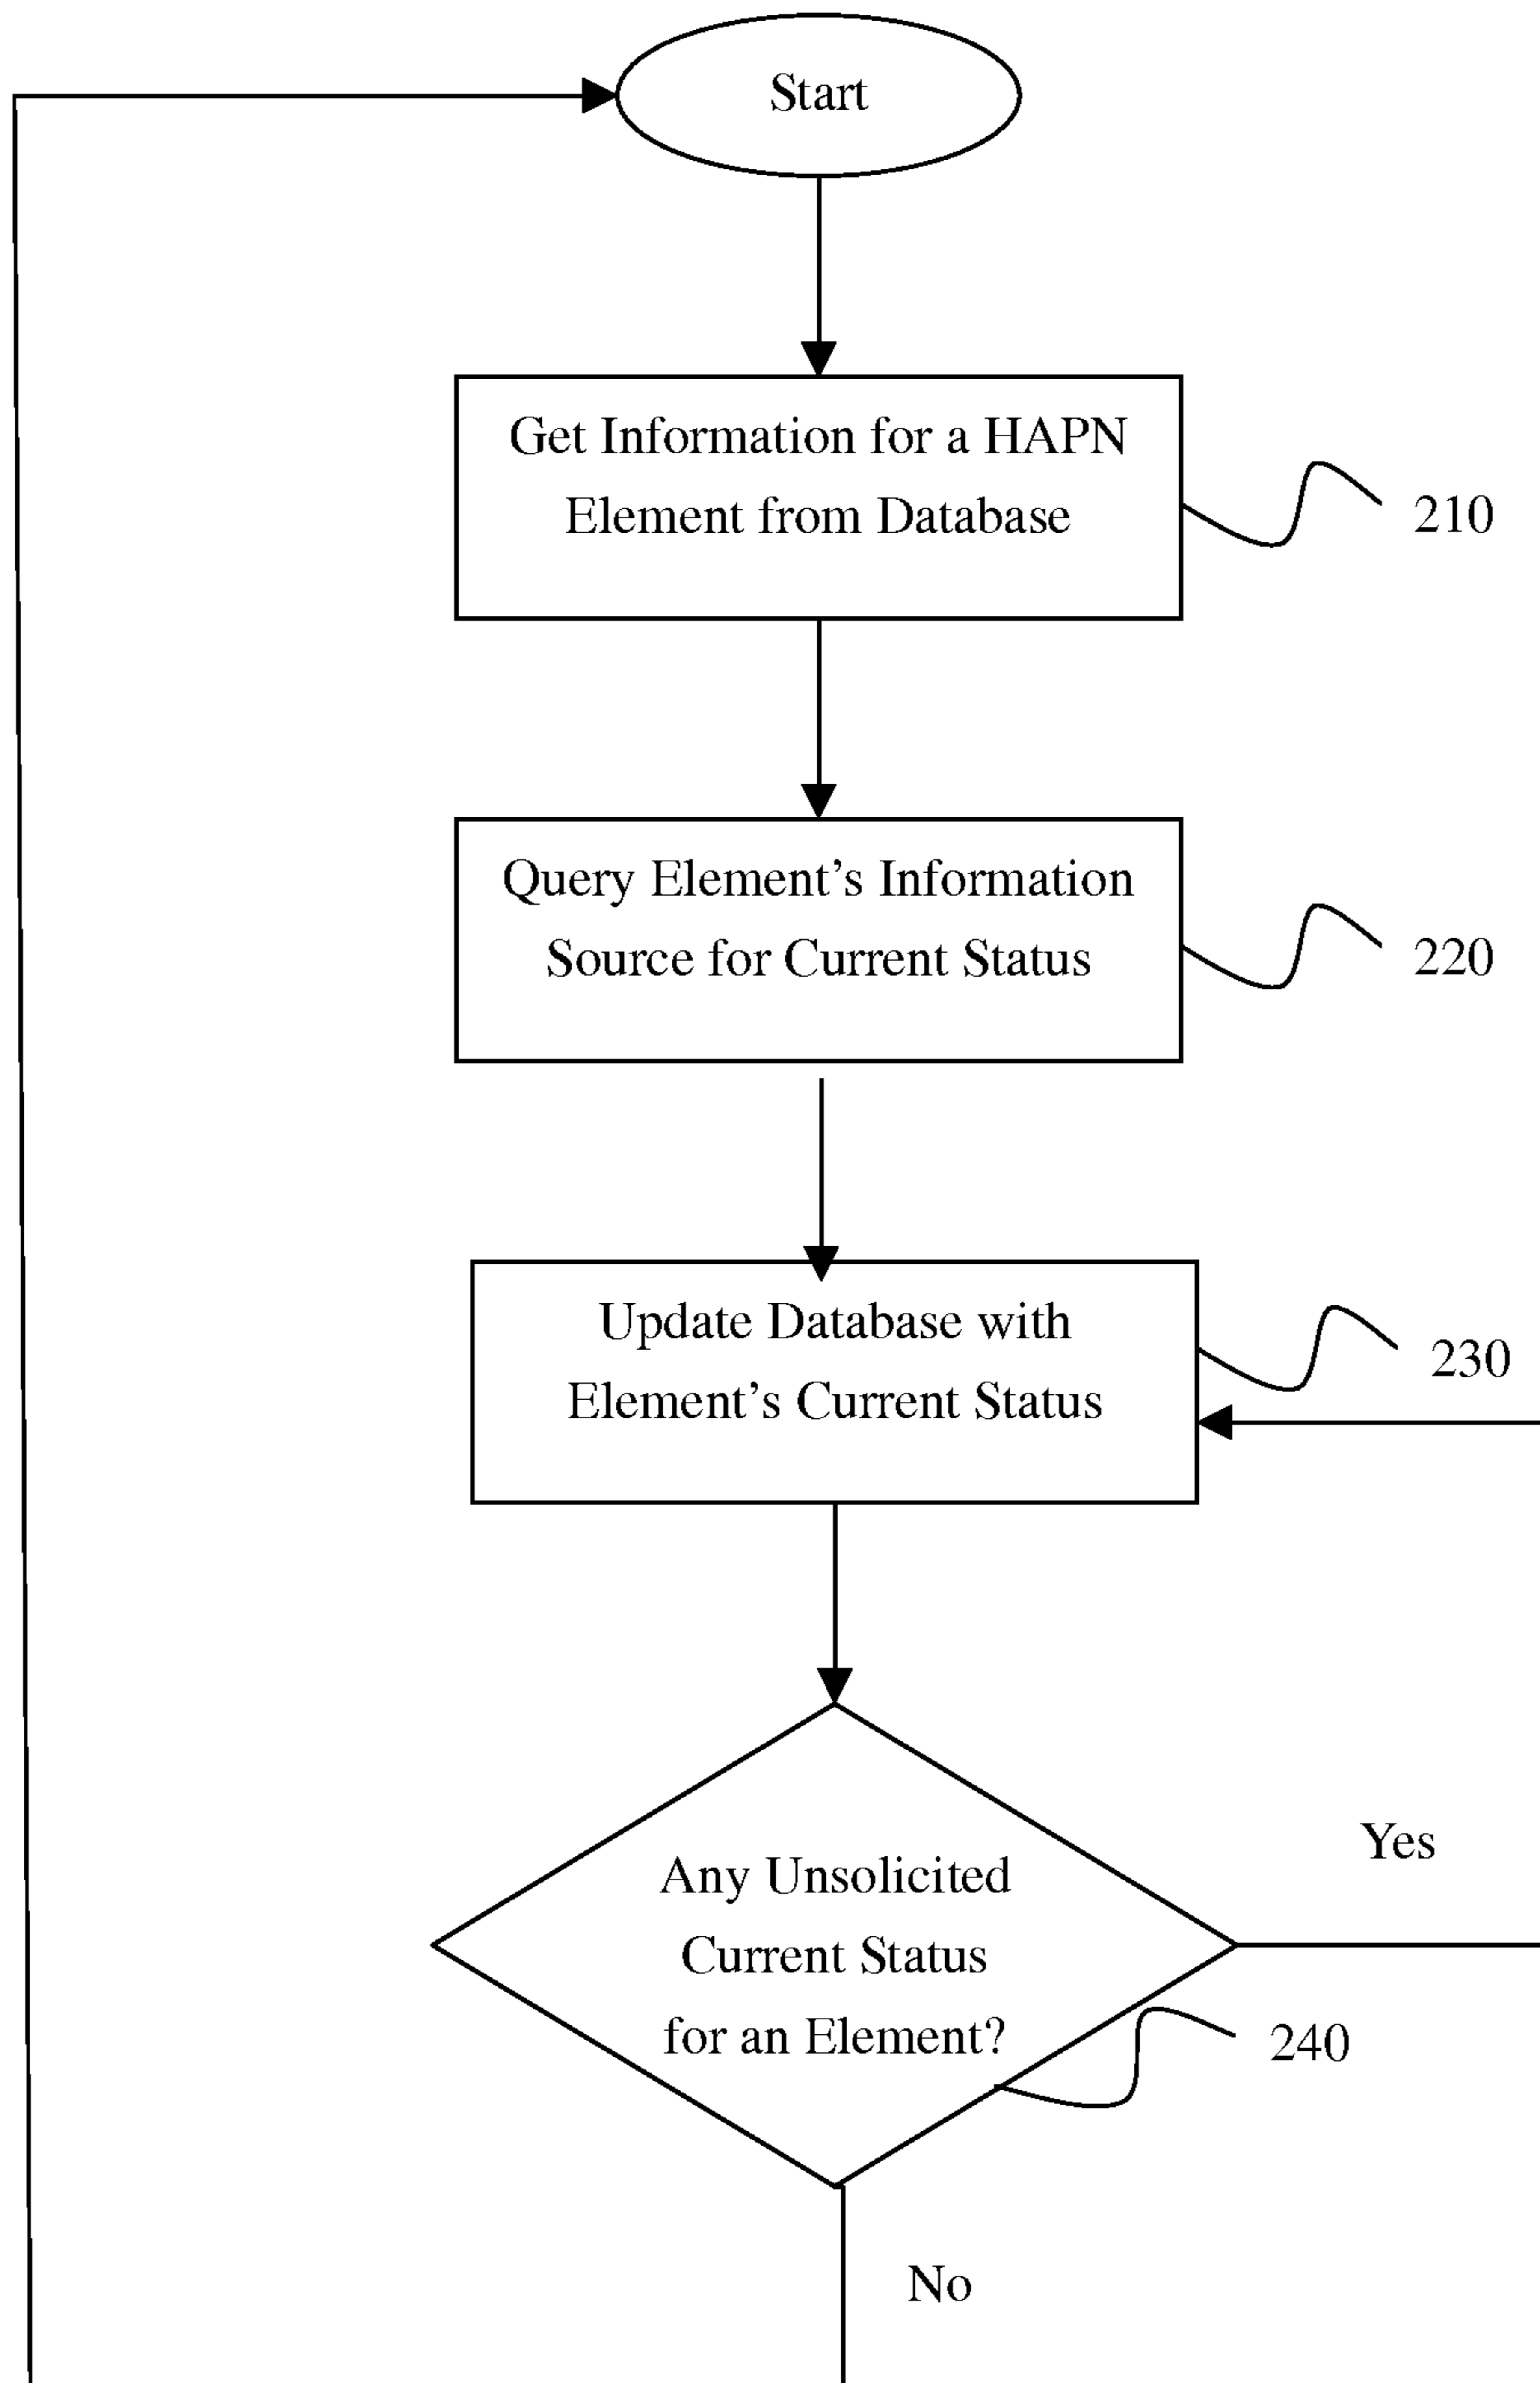 Start
Get Information for a HAPN
Element from Database
210
Query Element’s Information
Source for Current Status
220
Update Database with
Element’s Current Status
230
Yes
Any Unsolicited
Current Status
for an Element?
240
No